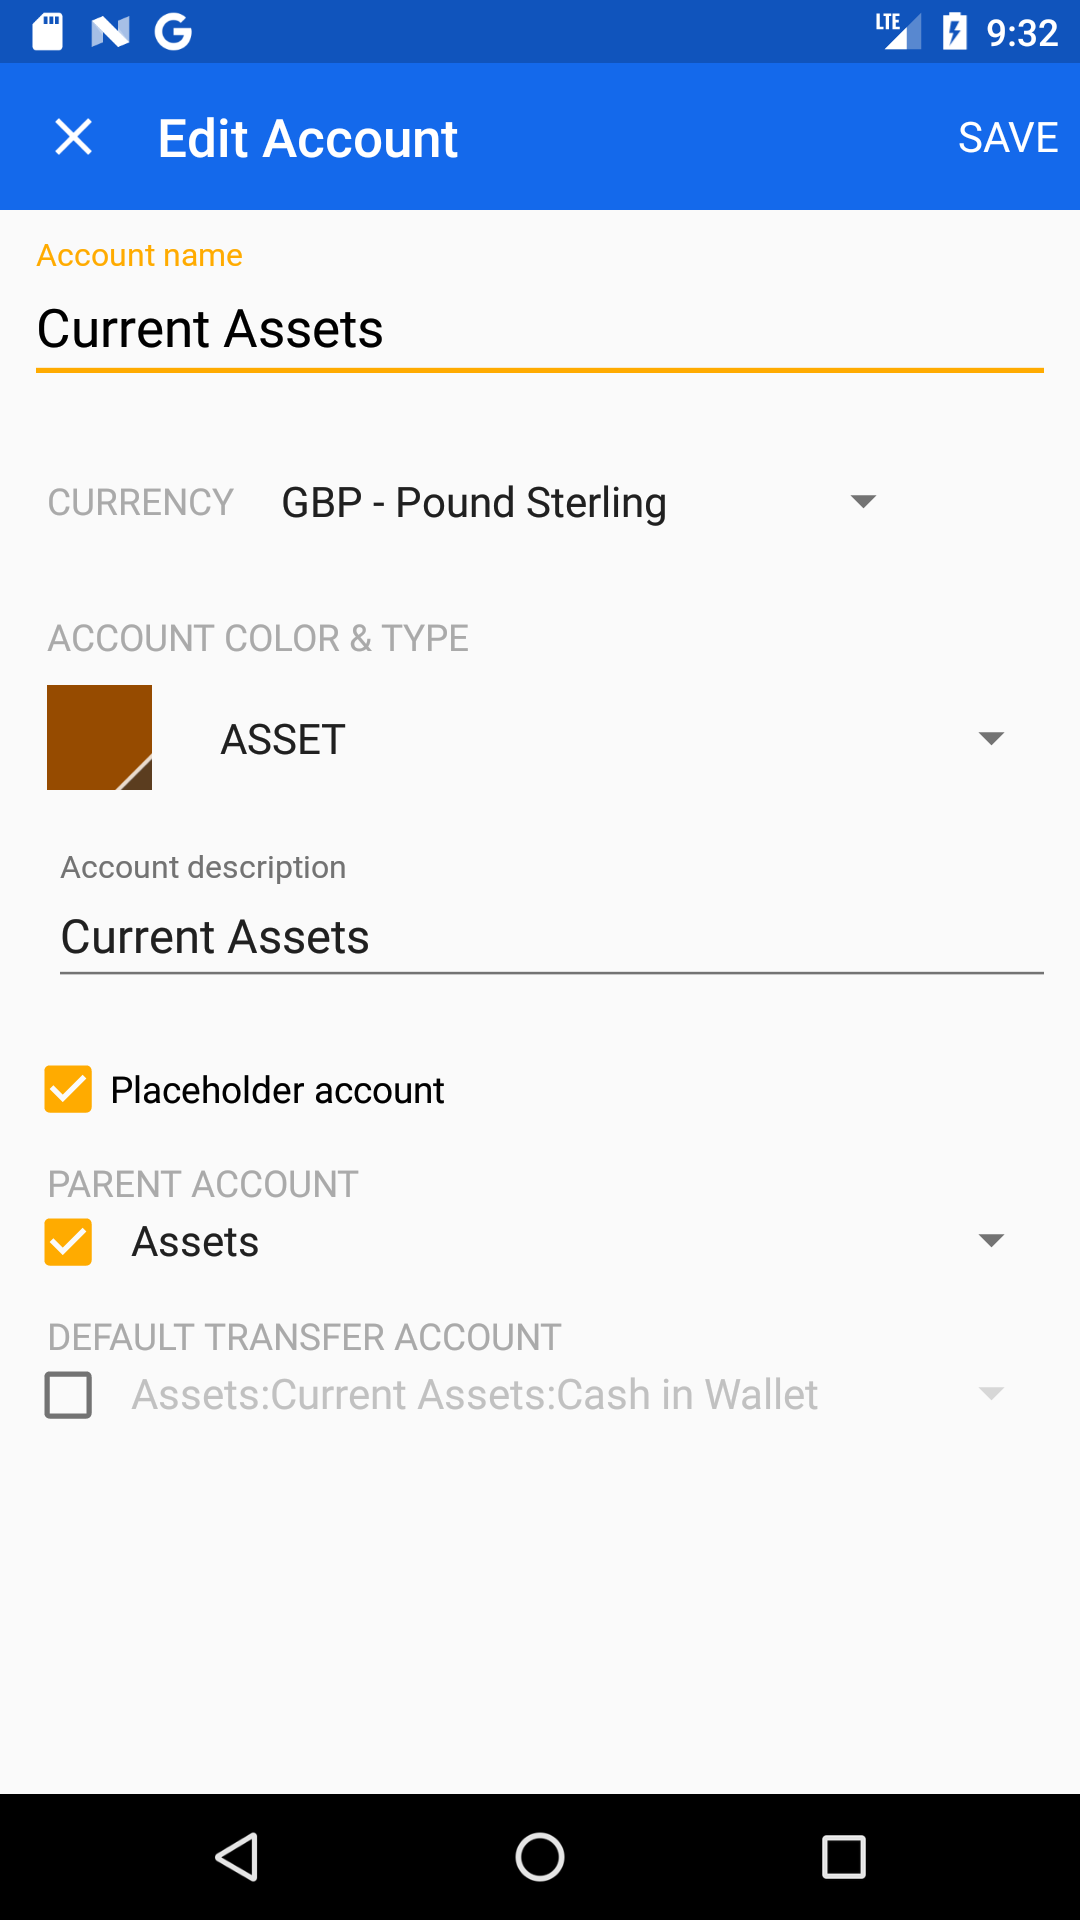 LTE 9:32
Edit Account SAVE
Account name
Current Assets
CURRENCY GBP - Pound Sterling
ACCOUNT COLOR & TYPE
ASSET
Account description
Current Assets
Placeholder account
PARENT ACCOUNT
Assets
DEFAULT TRANSFER ACCOUNT
Assets:Current Assets:Cash in Wallet